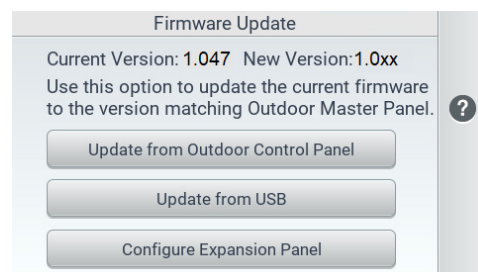 Firmware Update
Current Version: 1.047 New Version:1.0xx
Use this option to update the current firmware
to the version matching Outdoor Master Panel.
?
Update from Outdoor Control Panel
Update from USB
Configure Expansion Panel